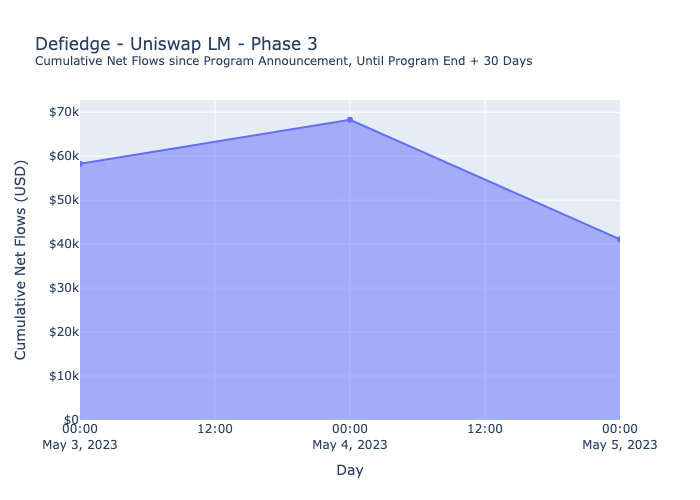 Defiedge - Uniswap LM - Phase 3
Cumulative Net Flows since Program Announcement, Until Program End + 30 Days
Cumulative Net Flows (USD)
$70k
$60k
$50k
$40k
$30k
$20k
$10k
$0
00:00 12:00 00:00 12:00 00:00
May 3, 2023 May 4, 2023 May 5, 2023
Day